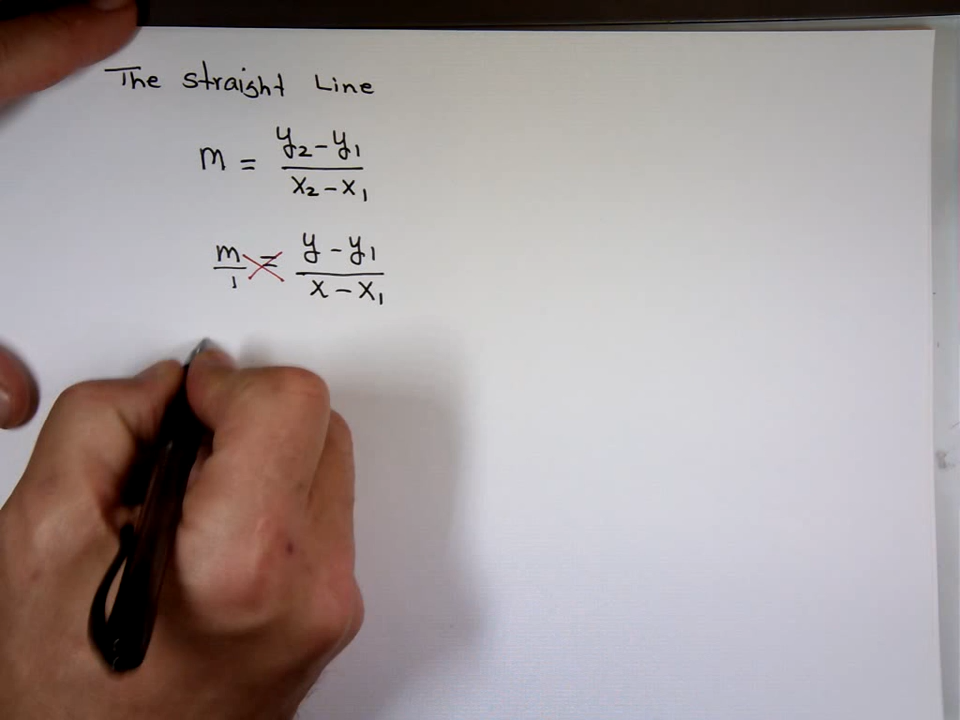 The straight Line
m = y₂-y₁ / x₂-x₁
m/1 = y-y₁ / x-x₁